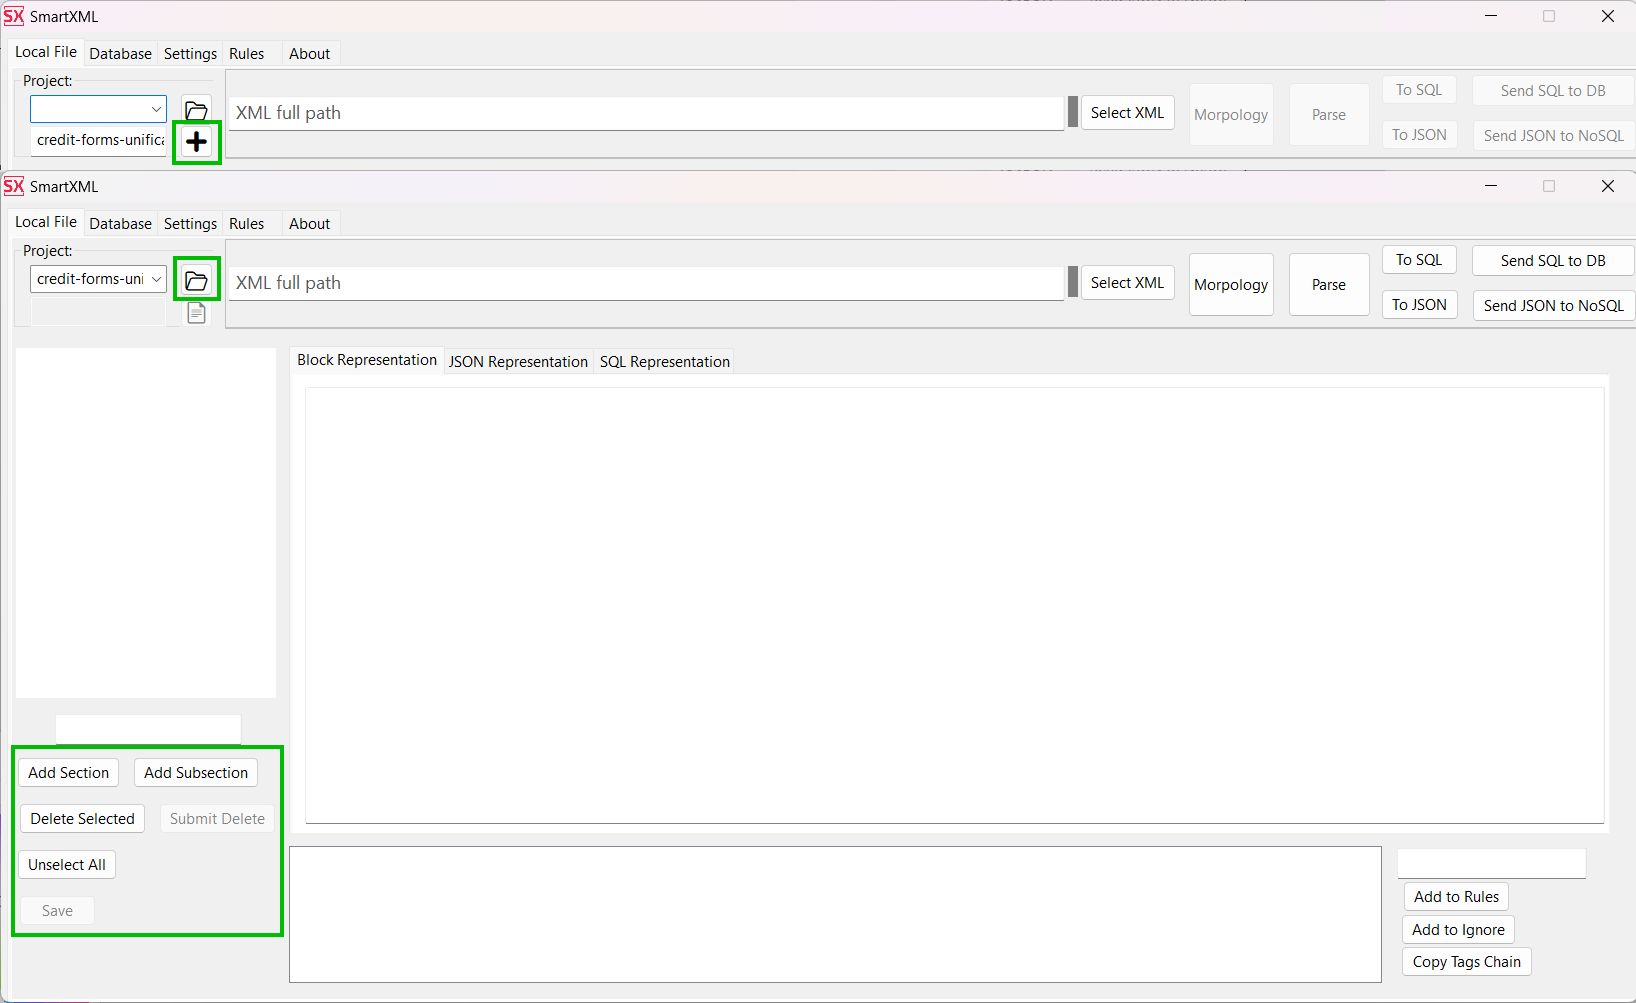 SX SmartXML
Local File Database Settings Rules About
Project:
XML full path Select XML Morpology Parse To SQL Send SQL to DB
credit-forms-unifica To JSON Send JSON to NoSQL
SX SmartXML
Local File Database Settings Rules About
Project:
credit-forms-uni XML full path Select XML Morpology Parse To SQL Send SQL to DB
To JSON Send JSON to NoSQL
Block Representation JSON Representation SQL Representation
Add Section Add Subsection
Delete Selected Submit Delete
Unselect All
Save
Add to Rules
Add to Ignore
Copy Tags Chain